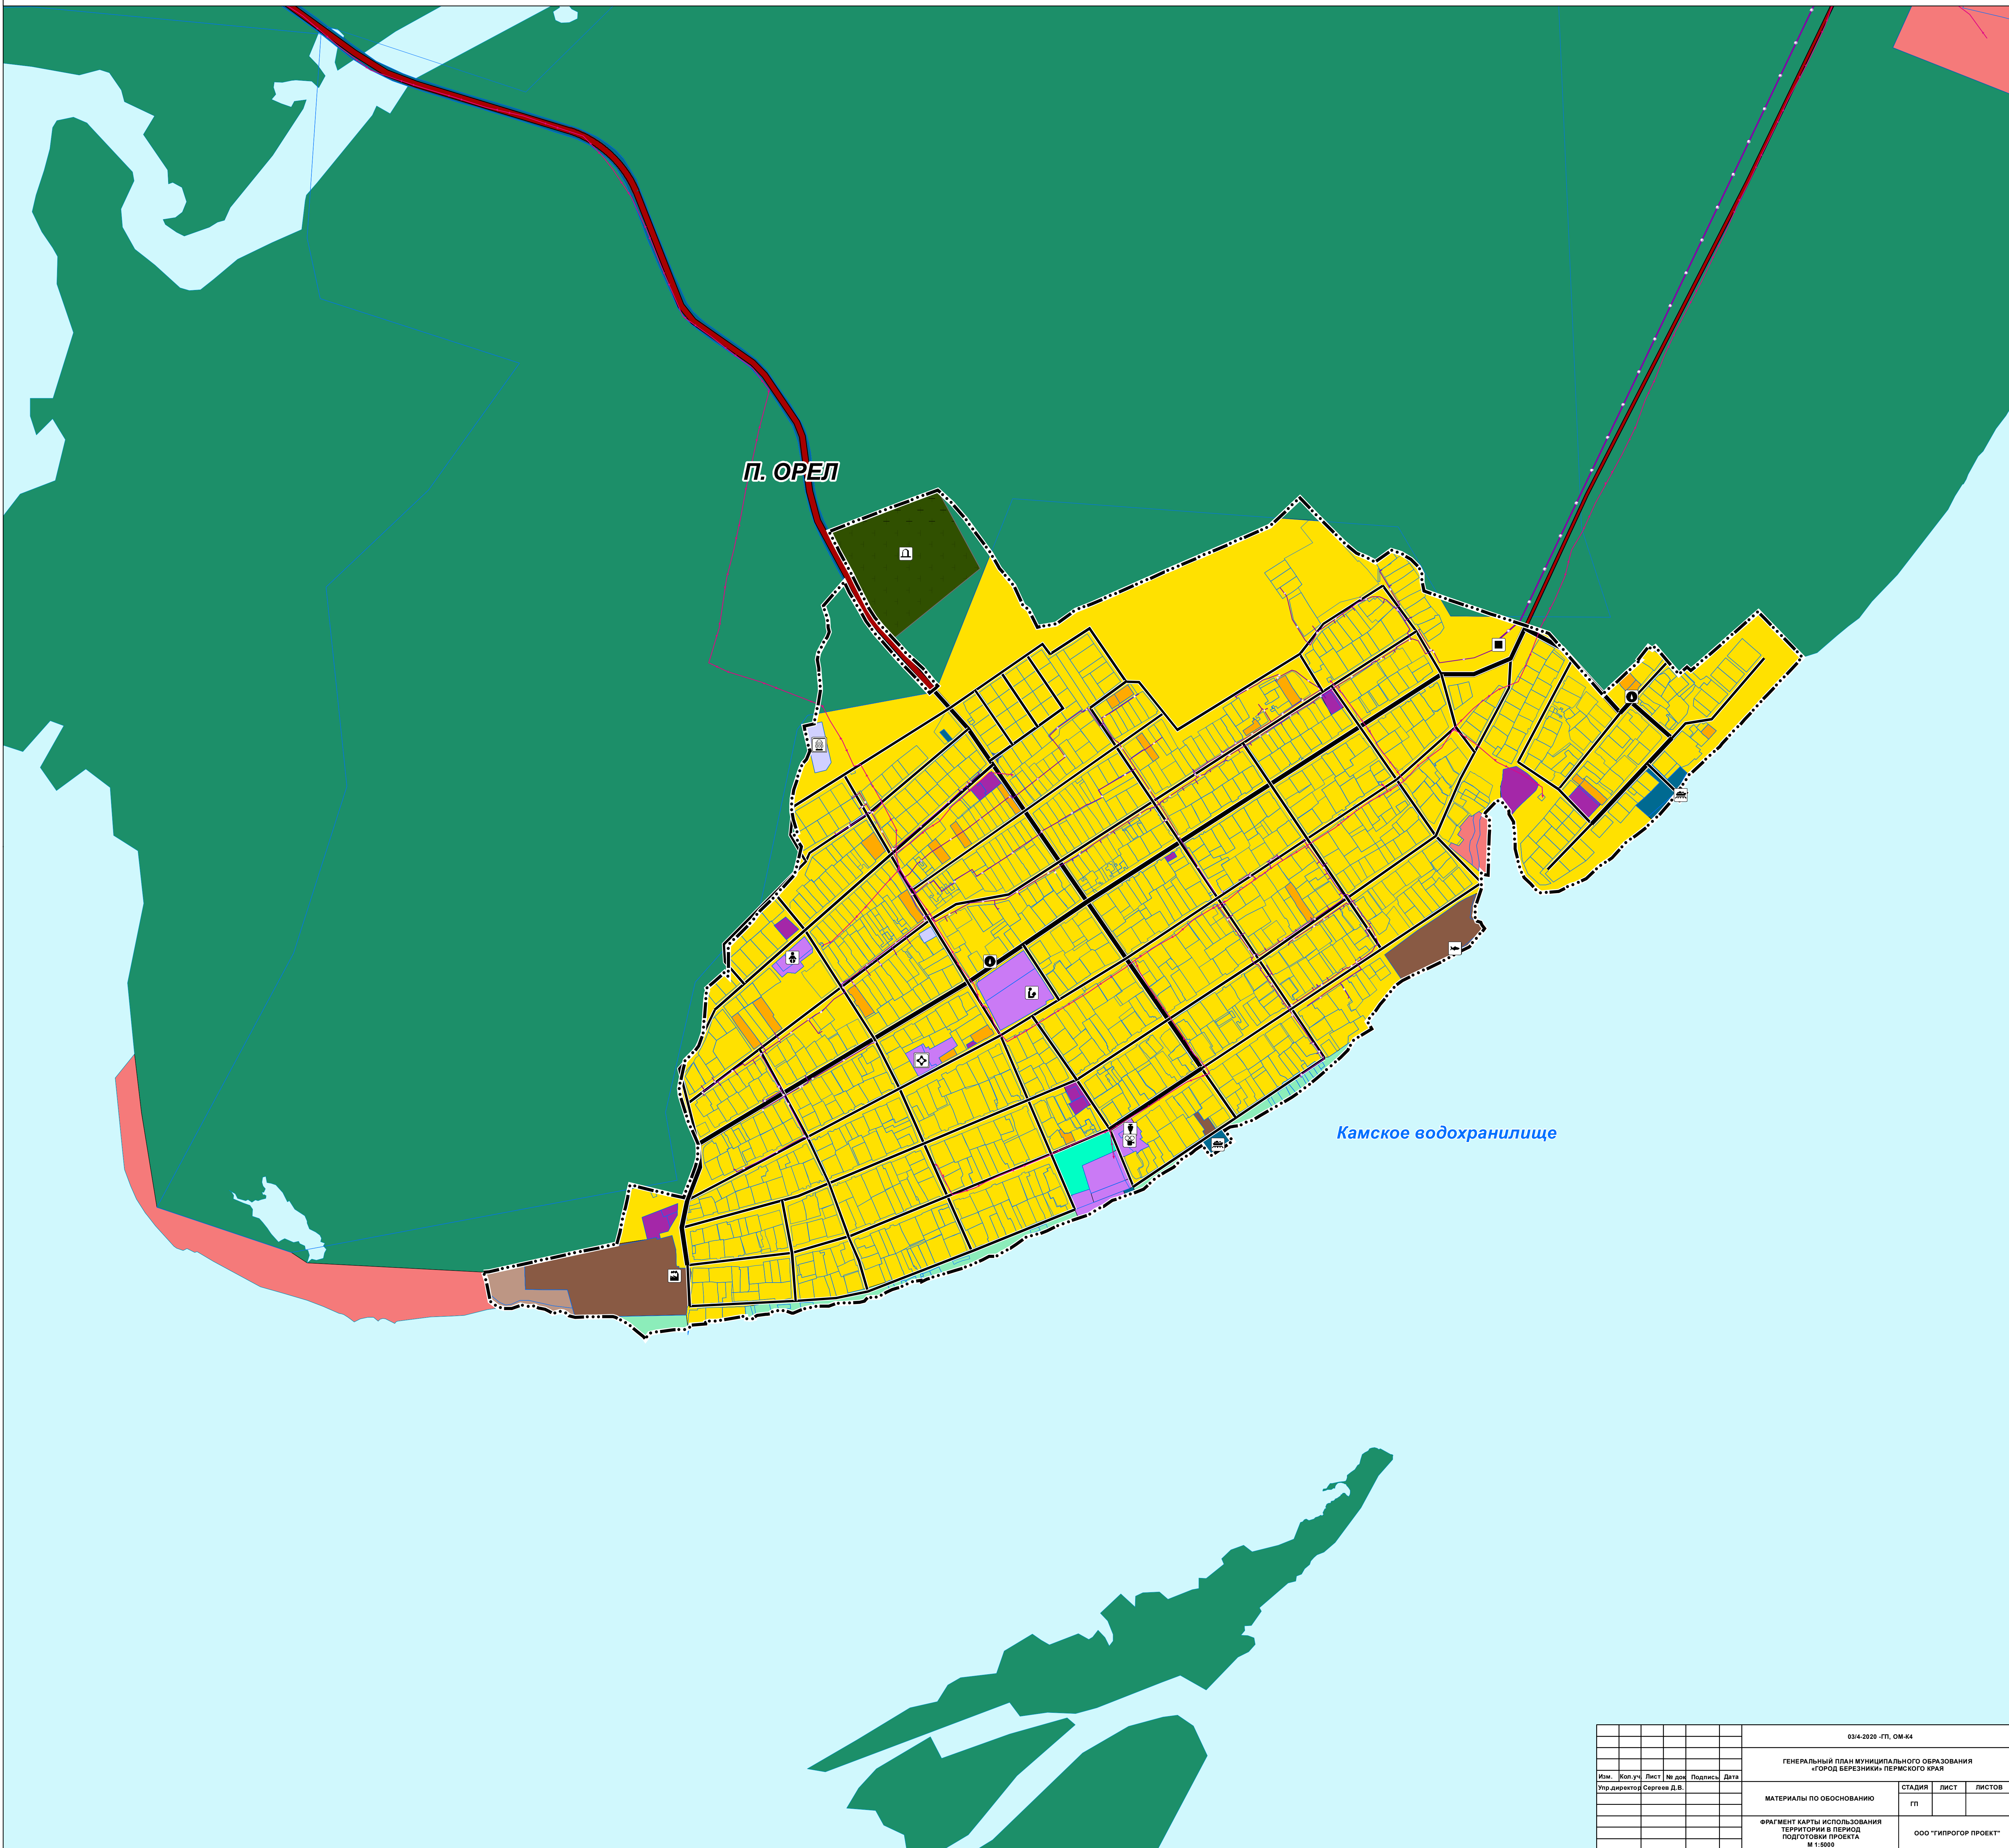 П. ОРЕЛ
Камское водохранилище
03/4-2020 -ГП, ОМ-К4
ГЕНЕРАЛЬНЫЙ ПЛАН МУНИЦИПАЛЬНОГО ОБРАЗОВАНИЯ
«ГОРОД БЕРЕЗНИКИ» ПЕРМСКОГО КРАЯ
Изм. Кол.уч Лист № док Подпись Дата
Упр.директор Сергеев Д.В.
МАТЕРИАЛЫ ПО ОБОСНОВАНИЮ
СТАДИЯ ЛИСТ ЛИСТОВ
ГП
ФРАГМЕНТ КАРТЫ ИСПОЛЬЗОВАНИЯ
ТЕРРИТОРИИ В ПЕРИОД
ПОДГОТОВКИ ПРОЕКТА
М 1:5000
ООО "ГИПРОГОР ПРОЕКТ"